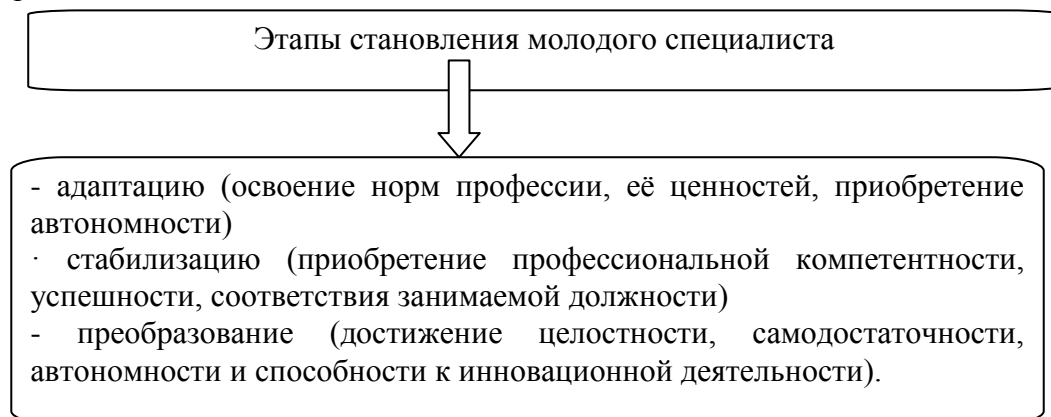 Этапы становления молодого специалиста
- адаптацию (освоение норм профессии, её ценностей, приобретение
автономности)
· стабилизацию (приобретение профессиональной компетентности,
успешности, соответствия занимаемой должности)
- преобразование (достижение целостности, самодостаточности,
автономности и способности к инновационной деятельности).